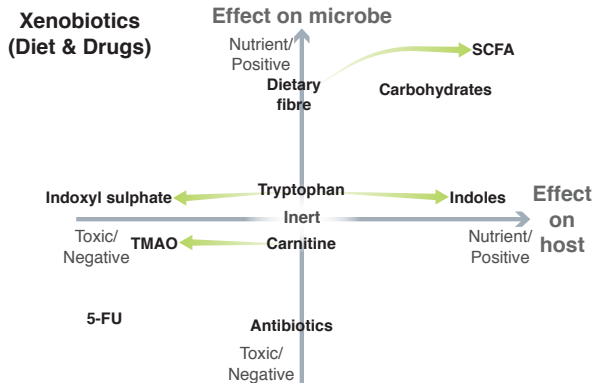 Xenobiotics
(Diet & Drugs)
Effect on microbe
Nutrient/
Positive
SCFA
Dietary
fibre
Carbohydrates
Indoxyl sulphate
Tryptophan
Indoles
Effect
on
host
Inert
Toxic/
Negative
TMAO
Carnitine
Nutrient/
Positive
5-FU
Antibiotics
Toxic/
Negative